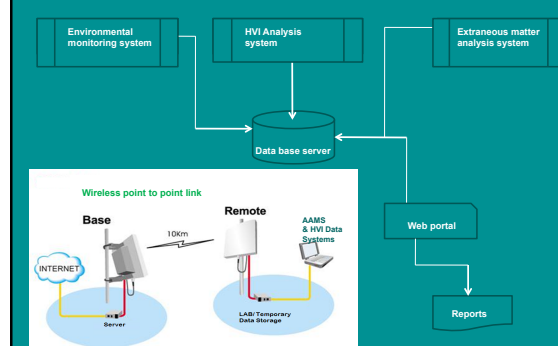 Environmental
monitoring system
HVI Analysis
system
Extraneous matter
analysis system
Data base server
Wireless point to point link
Base
Remote
10Km
AAMS
& HVI Data
Systems
INTERNET
Server
LAB/ Temporary
Data Storage
Web portal
Reports